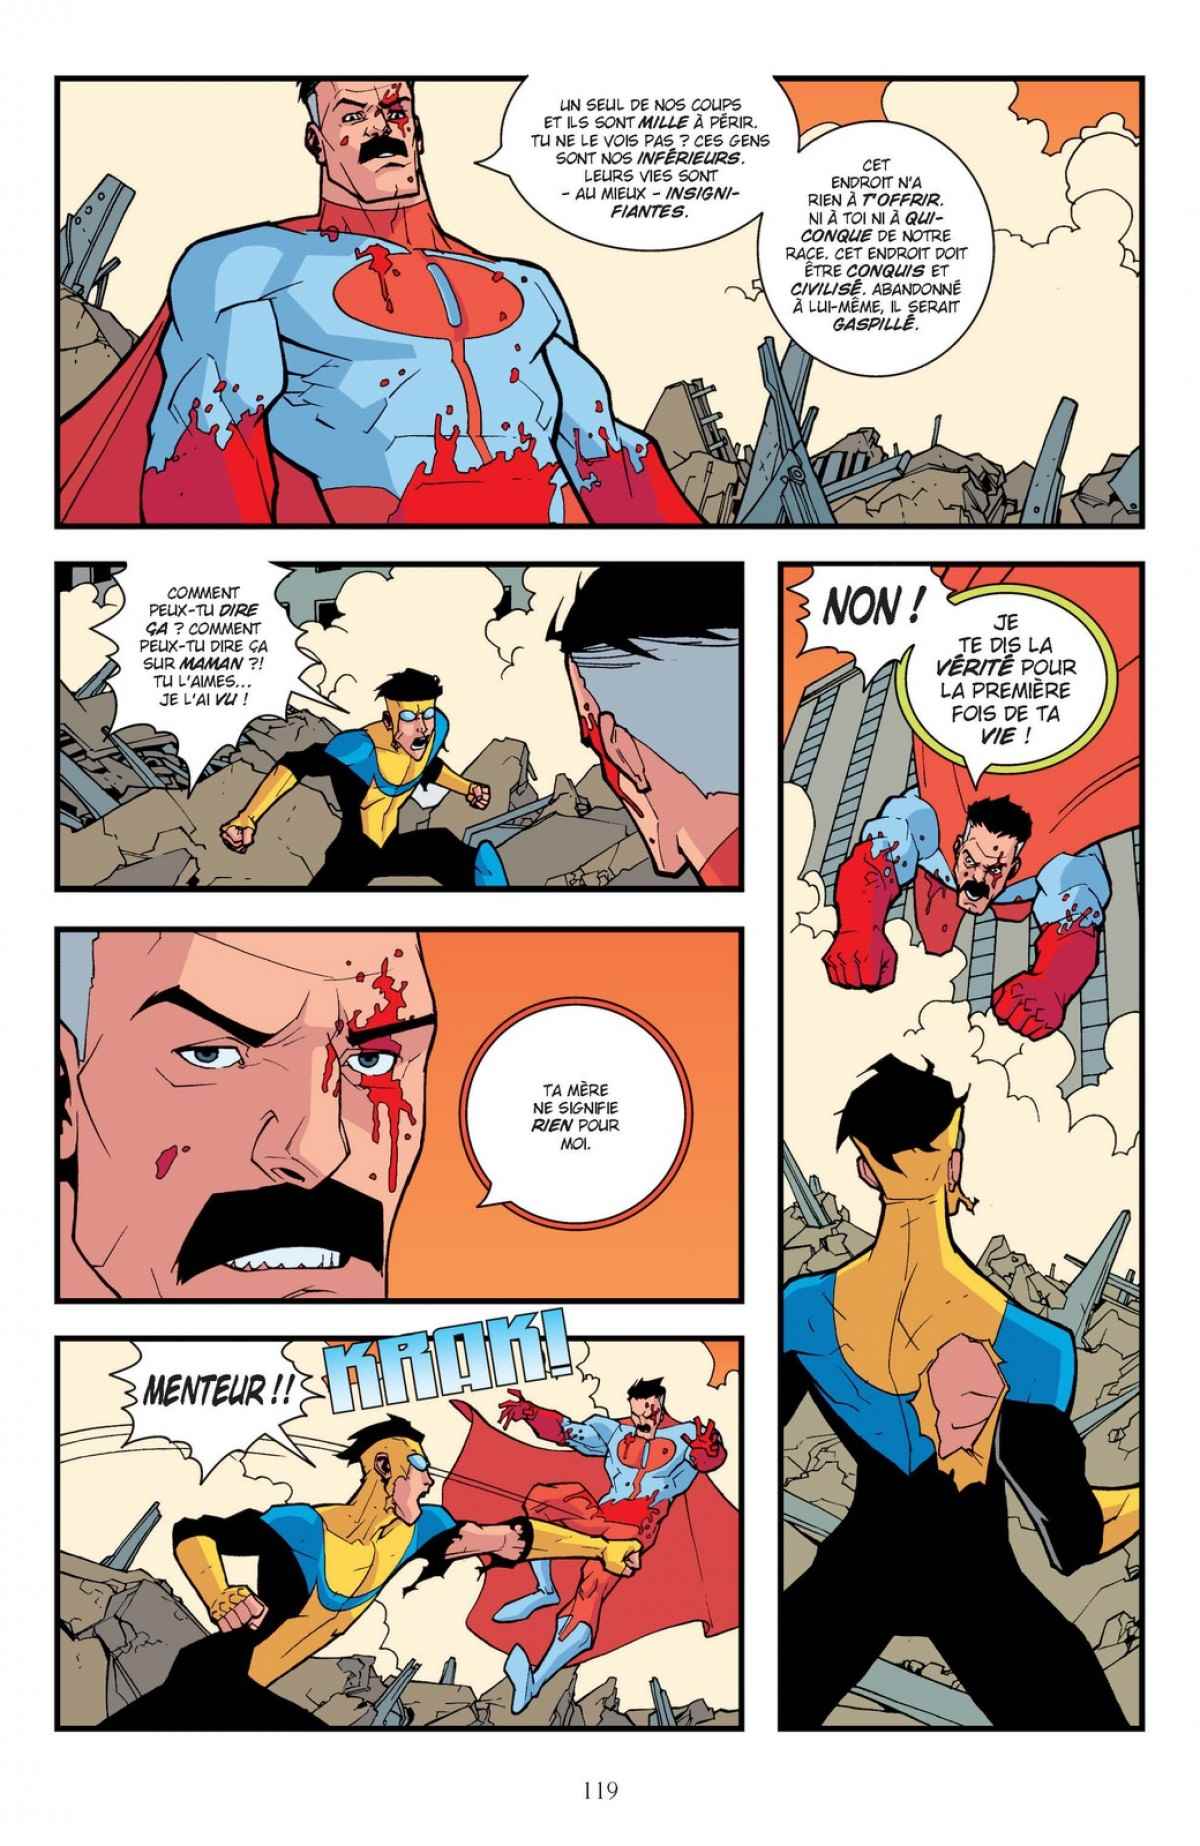 UN SEUL DE NOS COUPS
ET ILS SONT MILLE À PÉRIR.
TU NE LE VOIS PAS ? CES GENS
SONT NOS INFÉRIEURS.
LEURS VIES SONT
- AU MIEUX - INSIGNI-
FIANTES.
CET
ENDROIT N'A
RIEN À T'OFFRIR.
NI À TOI NI À QUI-
CONQUE DE NOTRE
RACE. CET ENDROIT DOIT
ÊTRE CONQUIS ET
CIVILISÉ. ABANDONNÉ
À LUI-MÊME, IL SERAIT
GASPILLÉ.
COMMENT
PEUX-TU DIRE
ÇA ? COMMENT
PEUX-TU DIRE ÇA
SUR MAMAN ?!
TU L'AIMES...
JE L'AI VU !
TA MÈRE
NE SIGNIFIE
RIEN POUR
MOI.
MENTEUR !!
KRAK!
NON !
JE
TE DIS LA
VÉRITÉ POUR
LA PREMIÈRE
FOIS DE TA
VIE !
119